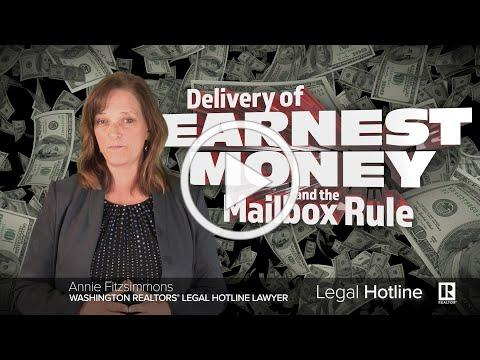 Delivery of
EARNEST
MONEY
and the
Mailbox Rule
Annie Fitzsimmons
WASHINGTON REALTORS® LEGAL HOTLINE LAWYER
Legal Hotline
R
REALTOR®